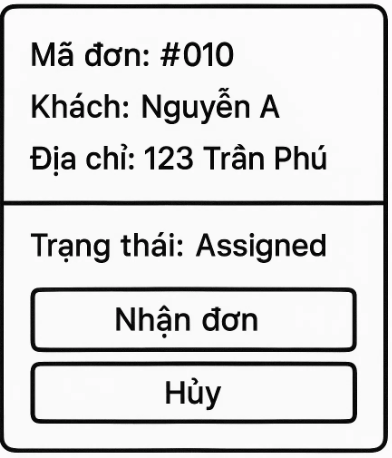 Mã đơn: #010
Khách: Nguyễn A
Địa chỉ: 123 Trần Phú
Trạng thái: Assigned
Nhận đơn
Hủy